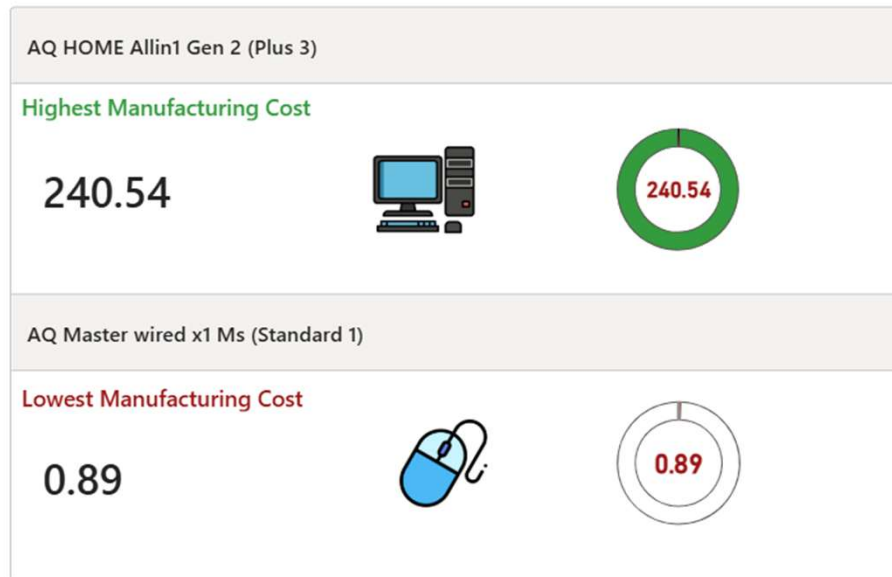 AQ HOME Allin1 Gen 2 (Plus 3)
Highest Manufacturing Cost
240.54
240.54
AQ Master wired x1 Ms (Standard 1)
Lowest Manufacturing Cost
0.89
0.89